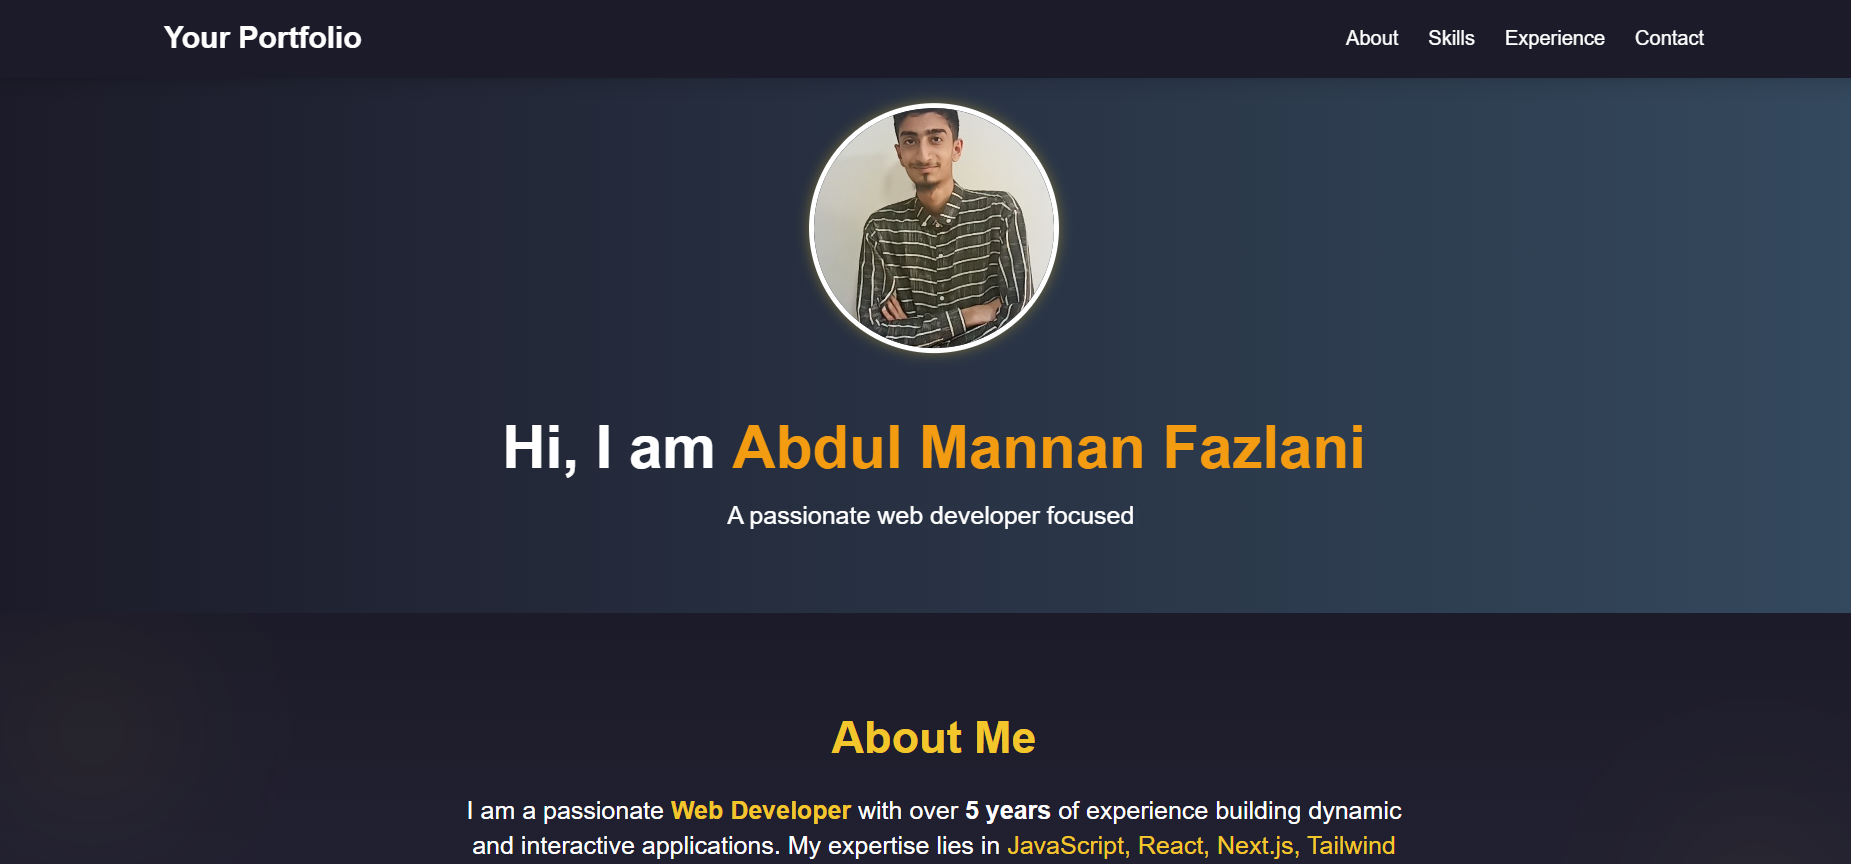 Your Portfolio
About Skills Experience Contact
Hi, I am Abdul Mannan Fazlani
A passionate web developer focused
About Me
I am a passionate Web Developer with over 5 years of experience building dynamic
and interactive applications. My expertise lies in JavaScript, React, Next.js, Tailwind